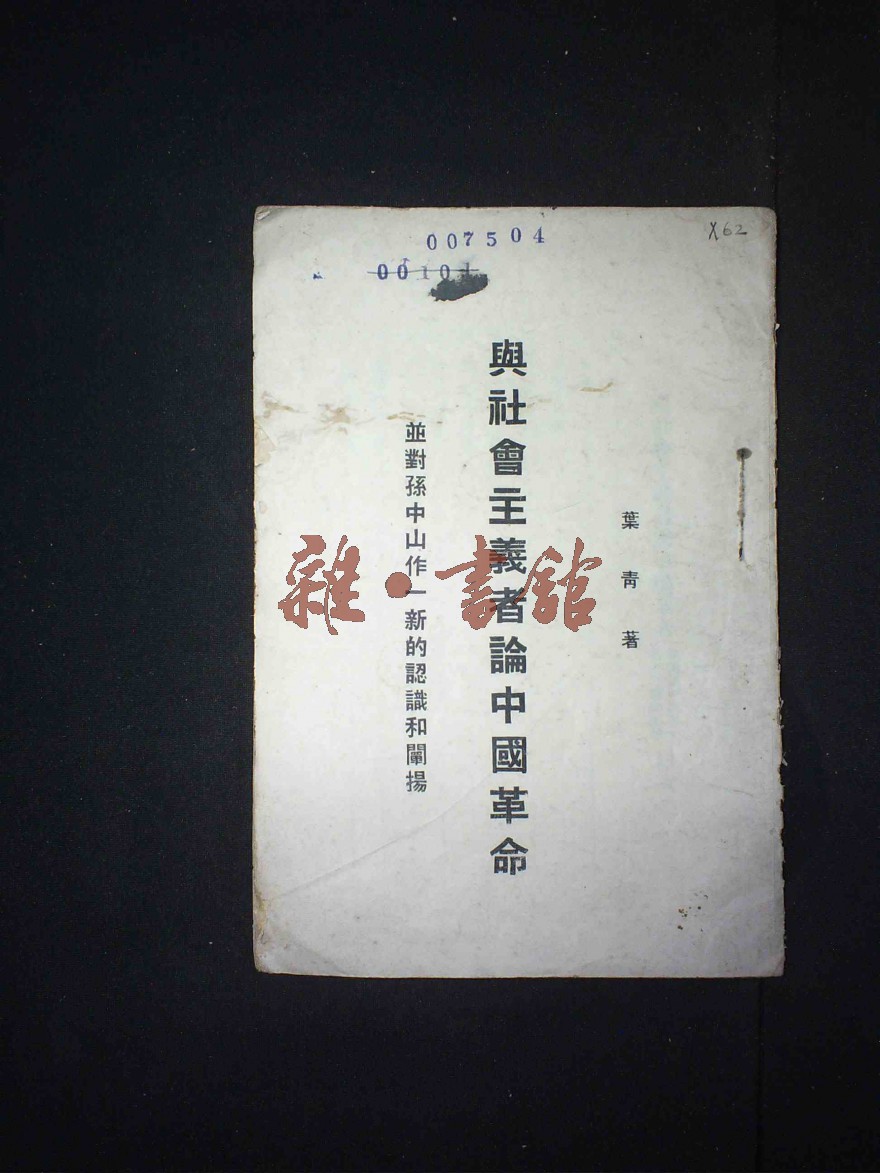 007504
X62
00101
葉青著
與社會主義者論中國革命
並對孫中山作一新的認識和闡揚
雜·書館